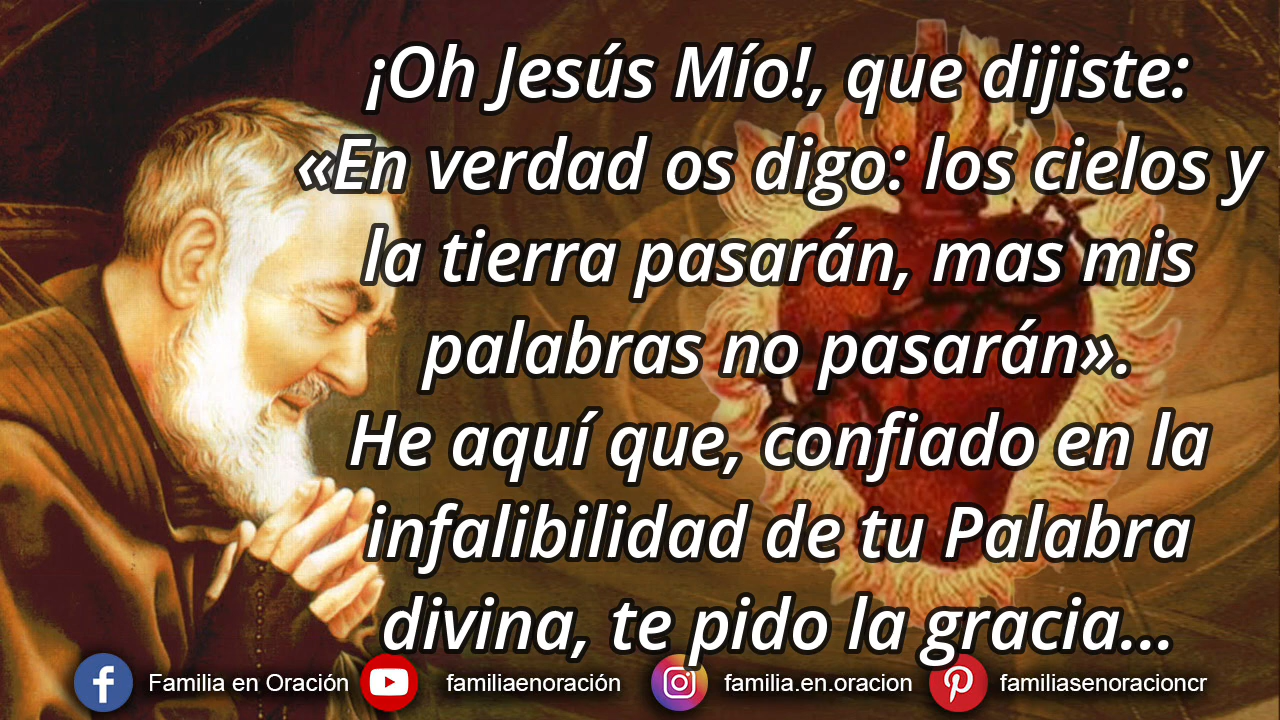 ¡Oh Jesús Mío!, que dijiste:
«En verdad os digo: los cielos y
la tierra pasarán, mas mis
palabras no pasarán».
He aquí que, confiado en la
infalibilidad de tu Palabra
divina, te pido la gracia...
Familia en Oración
familiaenoración
familia.en.oracion
familiasenoracioncr